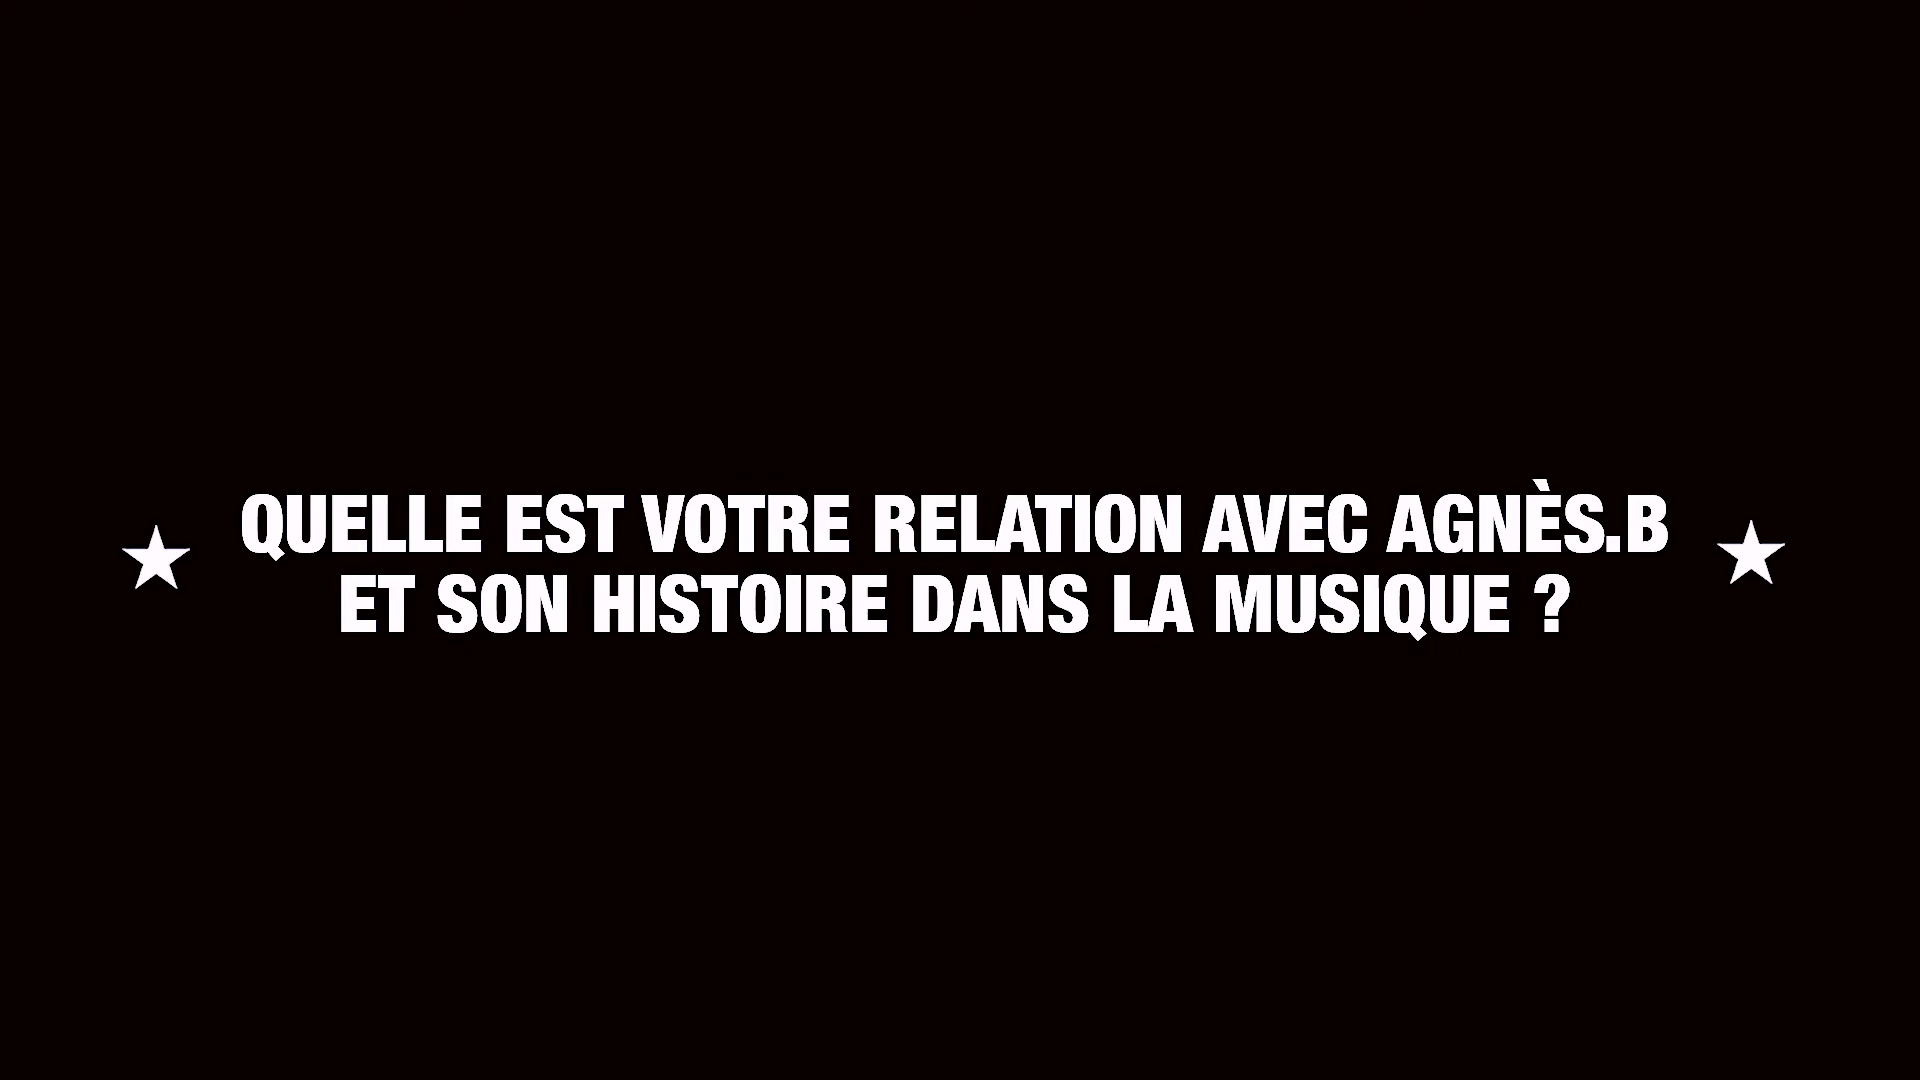 QUELLE EST VOTRE RELATION AVEC AGNÈS.B
ET SON HISTOIRE DANS LA MUSIQUE ?